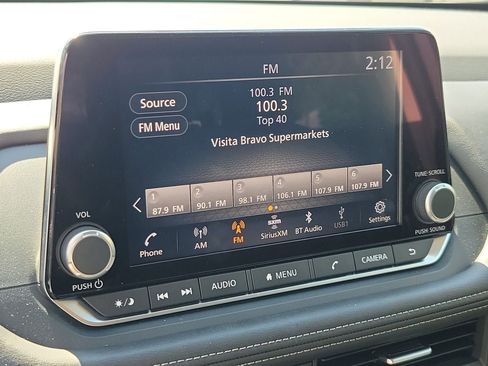 FM
2:12
Source
FM Menu
100.3 FM
100.3
Top 40
Visita Bravo Supermarkets
1 2 3 4 5 6
87.9 FM 90.1 FM 98.1 FM 106.1 FM 107.9 FM 107.9 FM
Phone AM FM SiriusXM BT Audio USB1 Settings
VOL
PUSH
TUNE·SCROLL
PUSH SOUND
AUDIO MENU CAMERA